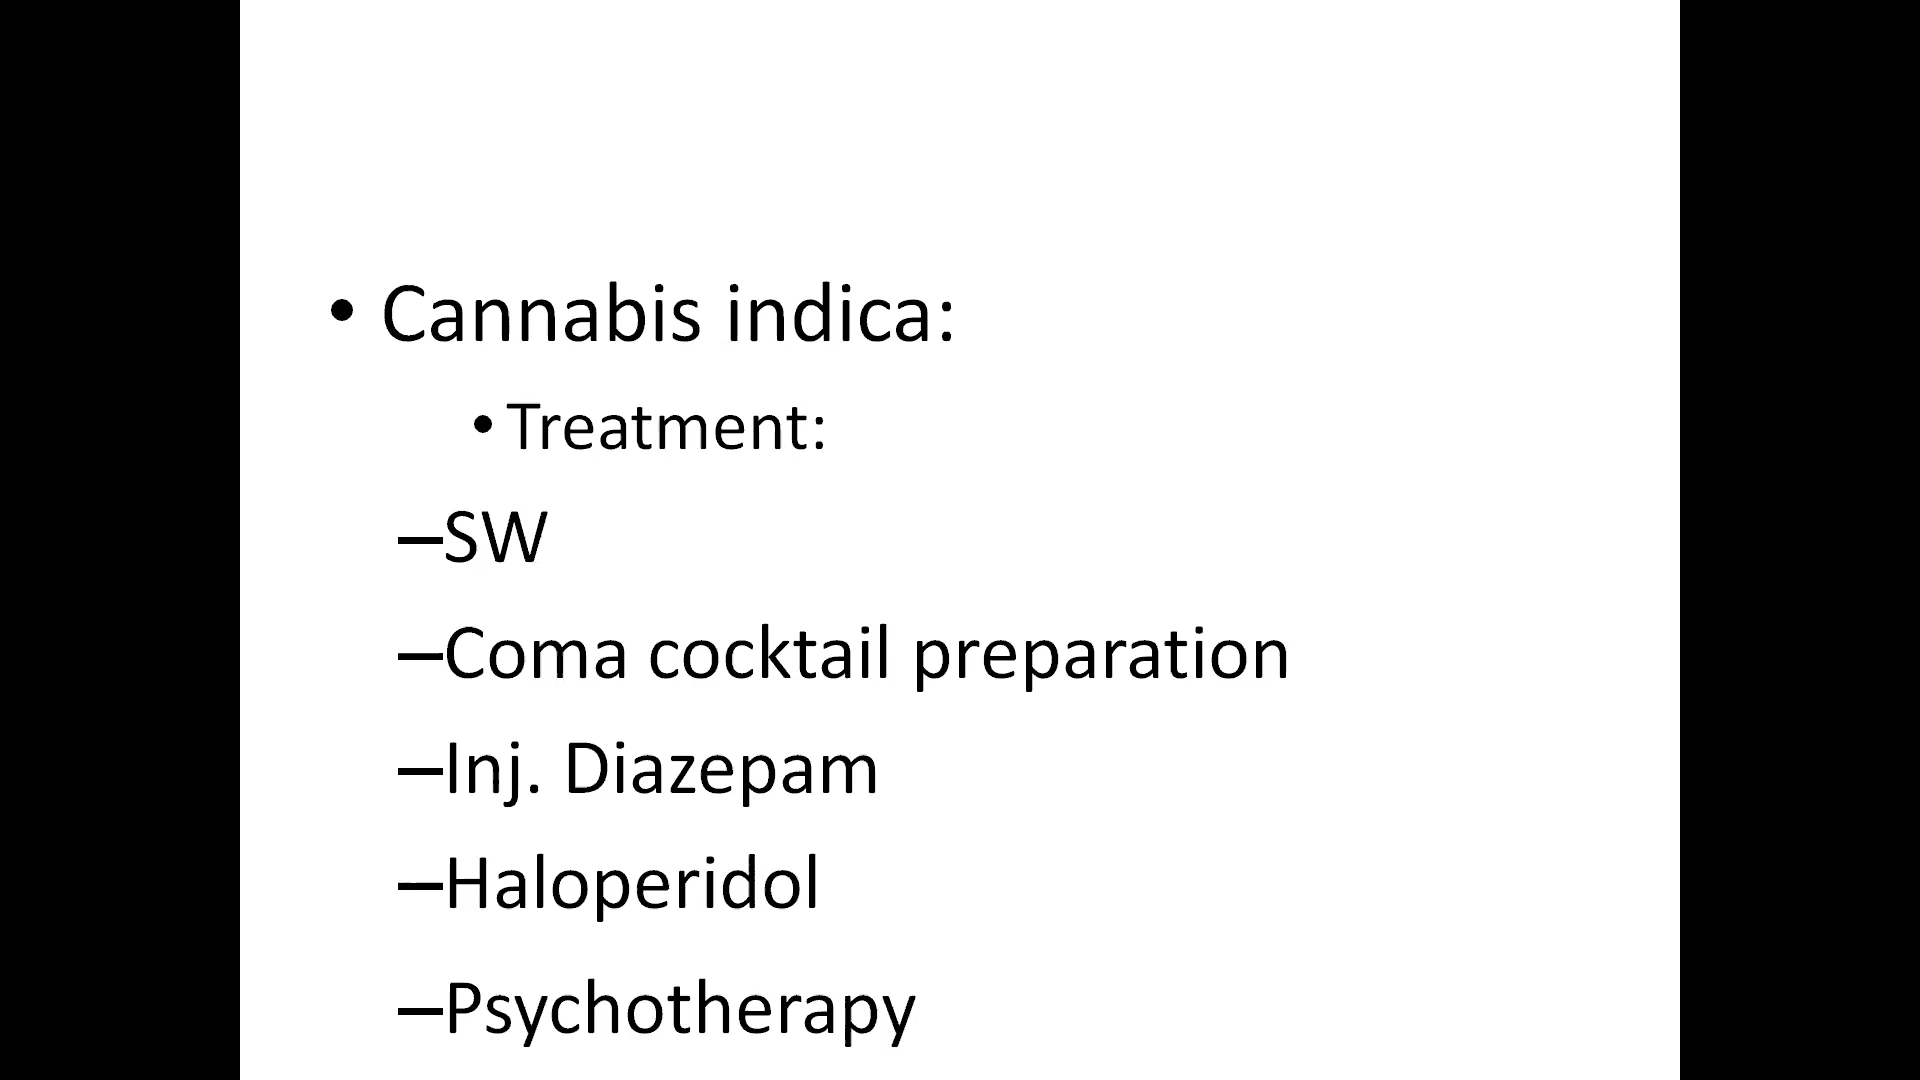 • Cannabis indica:
• Treatment:
–SW
–Coma cocktail preparation
–Inj. Diazepam
–Haloperidol
–Psychotherapy